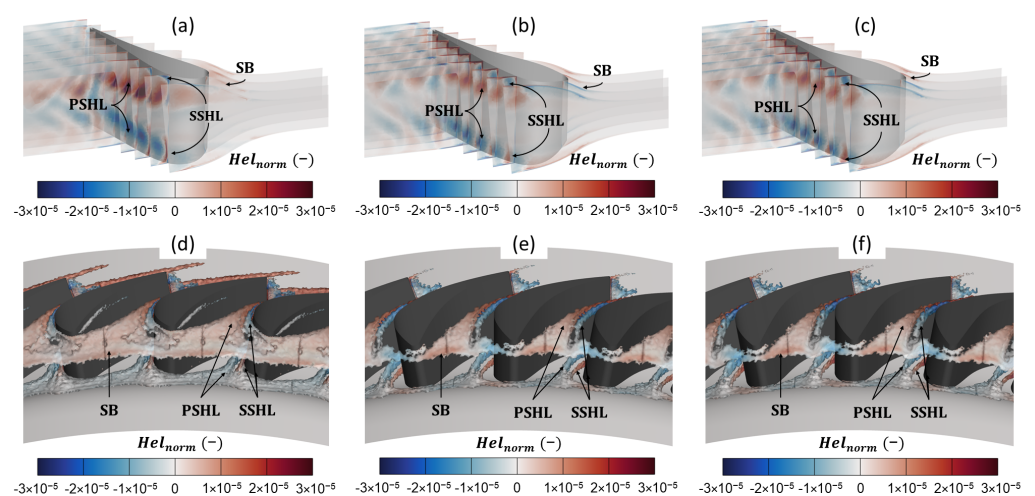 (a)
(b)
(c)
SB
SB
SB
PSHL
SSHL
PSHL
SSHL
PSHL
SSHL
Hel_norm (−)
Hel_norm (−)
Hel_norm (−)
-3×10⁻⁵ -2×10⁻⁵ -1×10⁻⁵ 0 1×10⁻⁵ 2×10⁻⁵ 3×10⁻⁵
-3×10⁻⁵ -2×10⁻⁵ -1×10⁻⁵ 0 1×10⁻⁵ 2×10⁻⁵ 3×10⁻⁵
-3×10⁻⁵ -2×10⁻⁵ -1×10⁻⁵ 0 1×10⁻⁵ 2×10⁻⁵ 3×10⁻⁵
(d)
(e)
(f)
SB
PSHL
SSHL
SB
PSHL
SSHL
SB
PSHL
SSHL
Hel_norm (−)
Hel_norm (−)
Hel_norm (−)
-3×10⁻⁵ -2×10⁻⁵ -1×10⁻⁵ 0 1×10⁻⁵ 2×10⁻⁵ 3×10⁻⁵
-3×10⁻⁵ -2×10⁻⁵ -1×10⁻⁵ 0 1×10⁻⁵ 2×10⁻⁵ 3×10⁻⁵
-3×10⁻⁵ -2×10⁻⁵ -1×10⁻⁵ 0 1×10⁻⁵ 2×10⁻⁵ 3×10⁻⁵